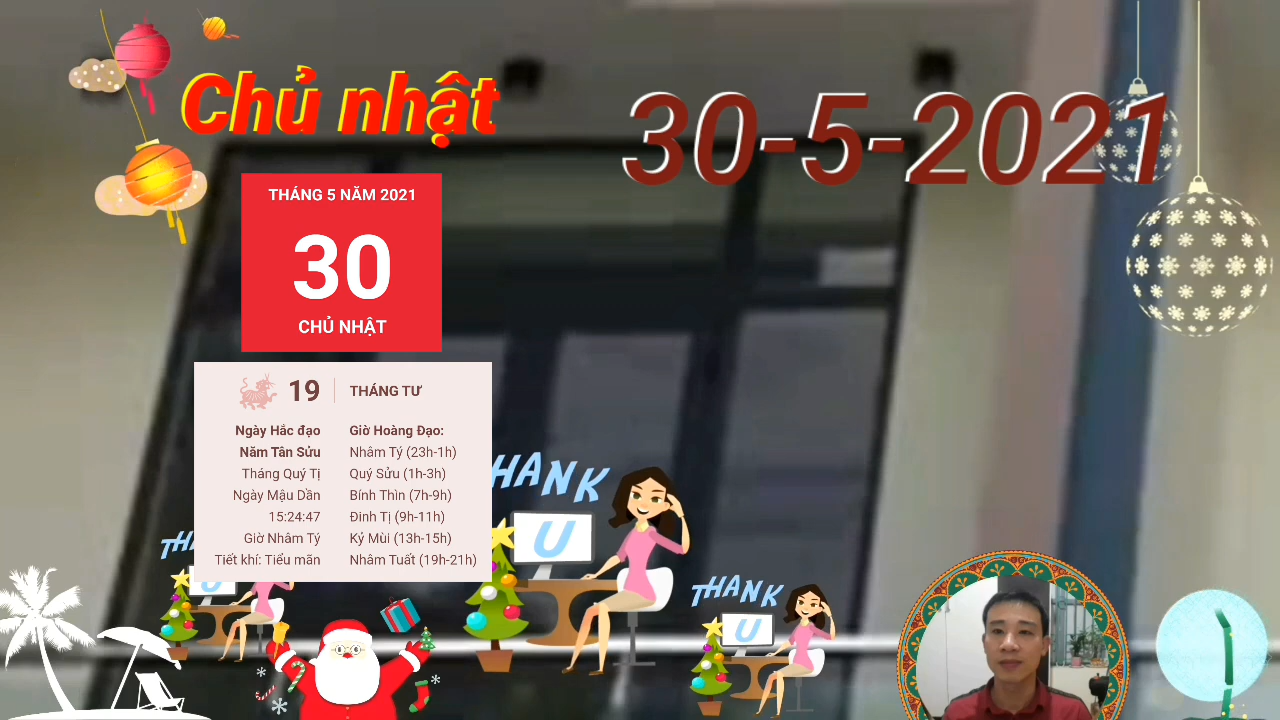 Chủ nhật
30-5-2021
THÁNG 5 NĂM 2021
30
CHỦ NHẬT
19
THÁNG TƯ
Ngày Hắc đạo
Năm Tân Sửu
Tháng Quý Tị
Ngày Mậu Dần
15:24:47
Giờ Nhâm Tý
Tiết khí: Tiểu mãn
Giờ Hoàng Đạo:
Nhâm Tý (23h-1h)
Quý Sửu (1h-3h)
Bính Thìn (7h-9h)
Đinh Tị (9h-11h)
Kỷ Mùi (13h-15h)
Nhâm Tuất (19h-21h)
HANK
U
TH
U
THANK
U